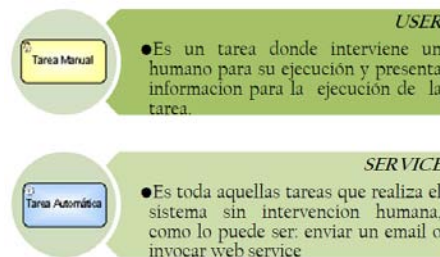 USER
Tarea Manual
●Es un tarea donde interviene un
humano para su ejecución y presenta
informacion para la ejecución de la
tarea.
SERVICE
Tarea Automática
●Es toda aquellas tareas que realiza el
sistema sin intervencion humana,
como lo puede ser: enviar un email o
invocar web service